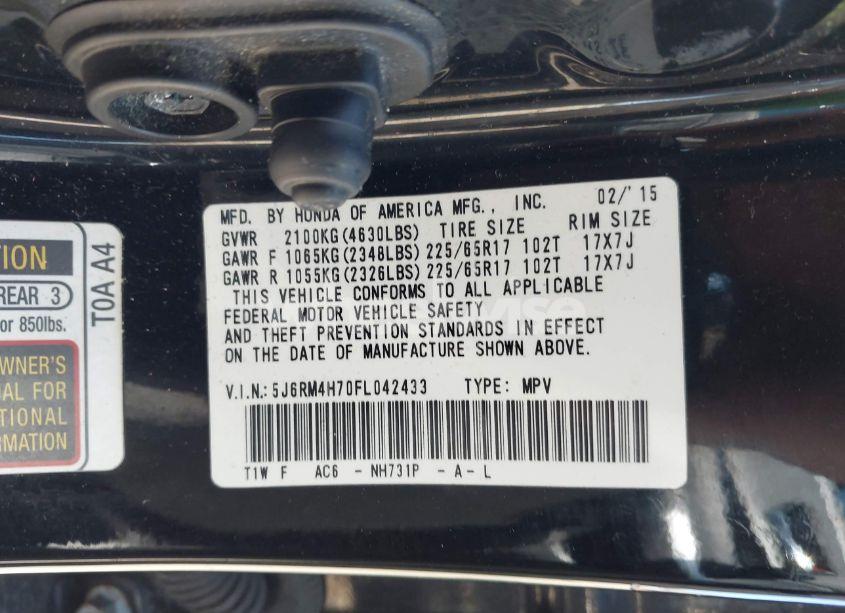 MFD. BY HONDA OF AMERICA MFG., INC. 02/'15
GVWR 2100KG(4630LBS) TIRE SIZE RIM SIZE
GAWR F 1065KG(2348LBS) 225/65R17 102T 17X7J
GAWR R 1055KG(2326LBS) 225/65R17 102T 17X7J
THIS VEHICLE CONFORMS TO ALL APPLICABLE
FEDERAL MOTOR VEHICLE SAFETY
AND THEFT PREVENTION STANDARDS IN EFFECT
ON THE DATE OF MANUFACTURE SHOWN ABOVE.
V.I.N.:5J6RM4H70FL042433 TYPE: MPV
T1W F AC6 - NH731P - A - L
TION
REAR 3
or 850lbs.
WNER'S
AL FOR
TIONAL
RMATION
T0A A4